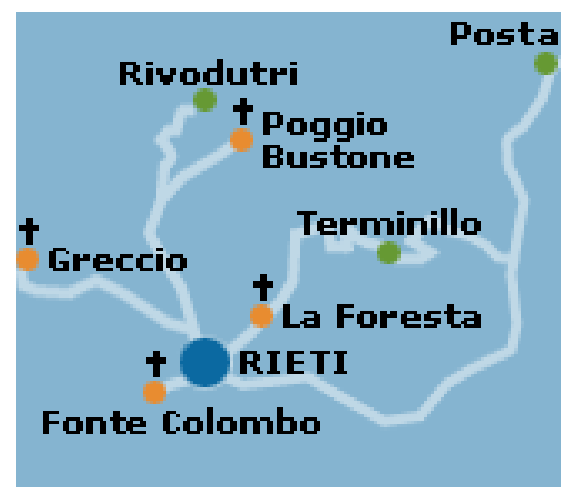 Posta
Rivodutri
Poggio
Bustone
Terminillo
Greccio
La Foresta
RIETI
Fonte Colombo